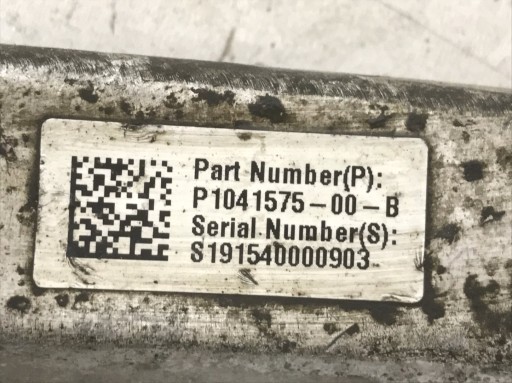 Part Number(P):
P1041575-00-B
Serial Number(S):
S191540000903